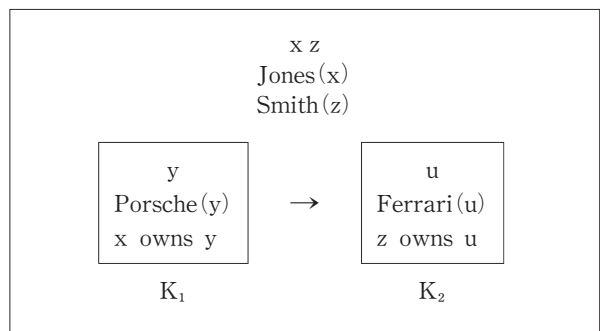 x z
Jones(x)
Smith(z)
y
Porsche(y)
x owns y
→
u
Ferrari(u)
z owns u
K₁
K₂